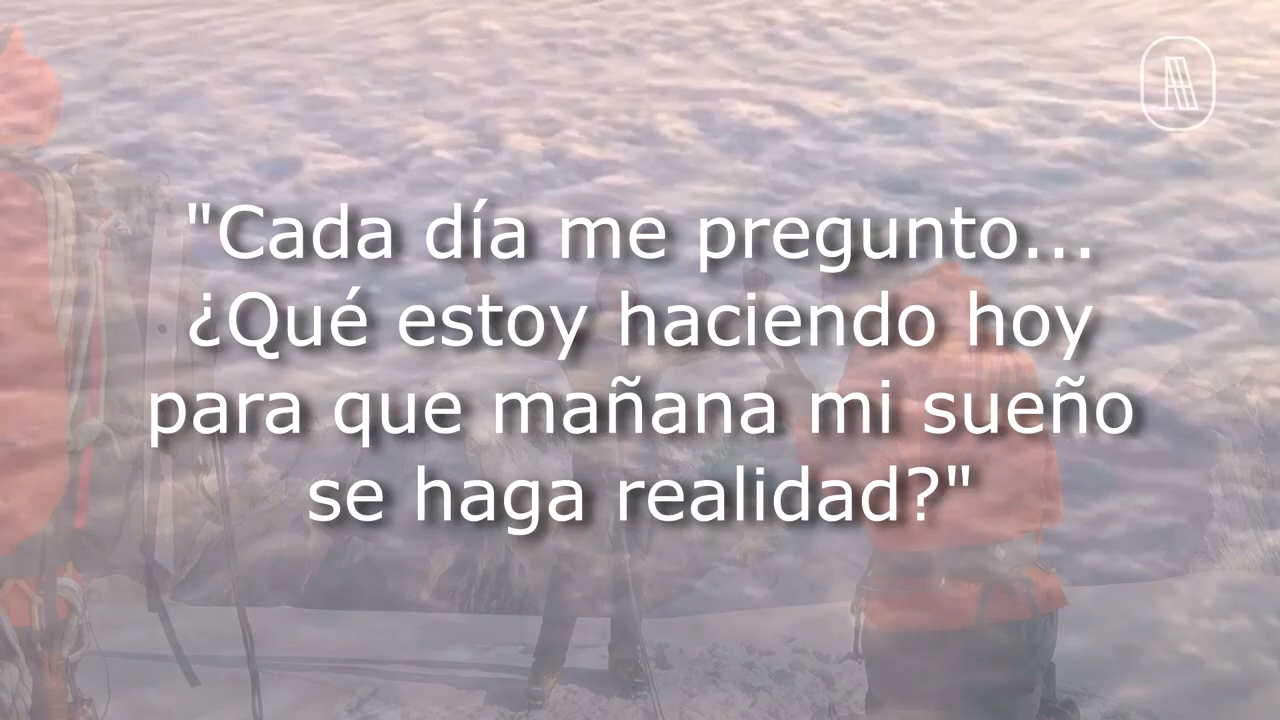 "Cada día me pregunto...
¿Qué estoy haciendo hoy
para que mañana mi sueño
se haga realidad?"